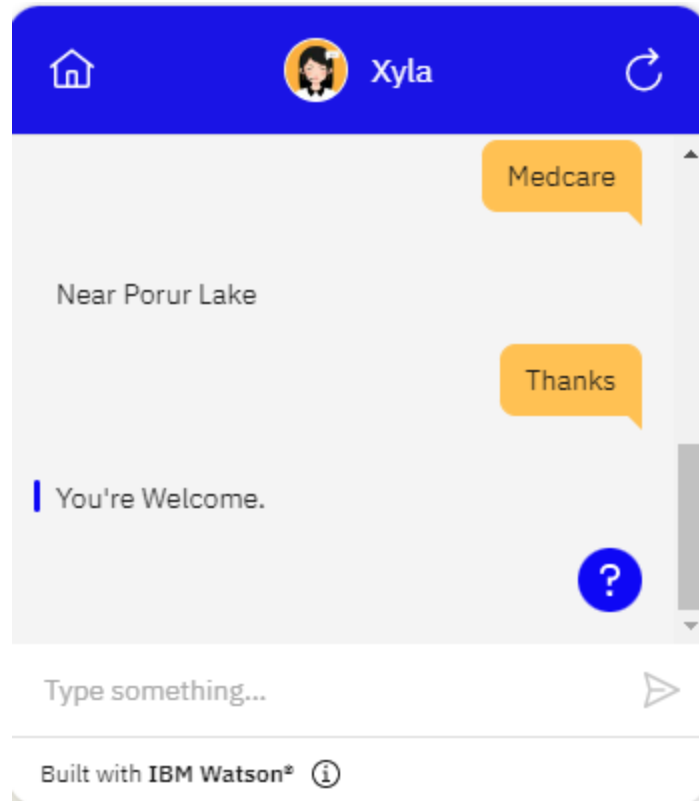 Xyla
Medcare
Near Porur Lake
Thanks
You're Welcome.
?
Type something...
Built with IBM Watson®